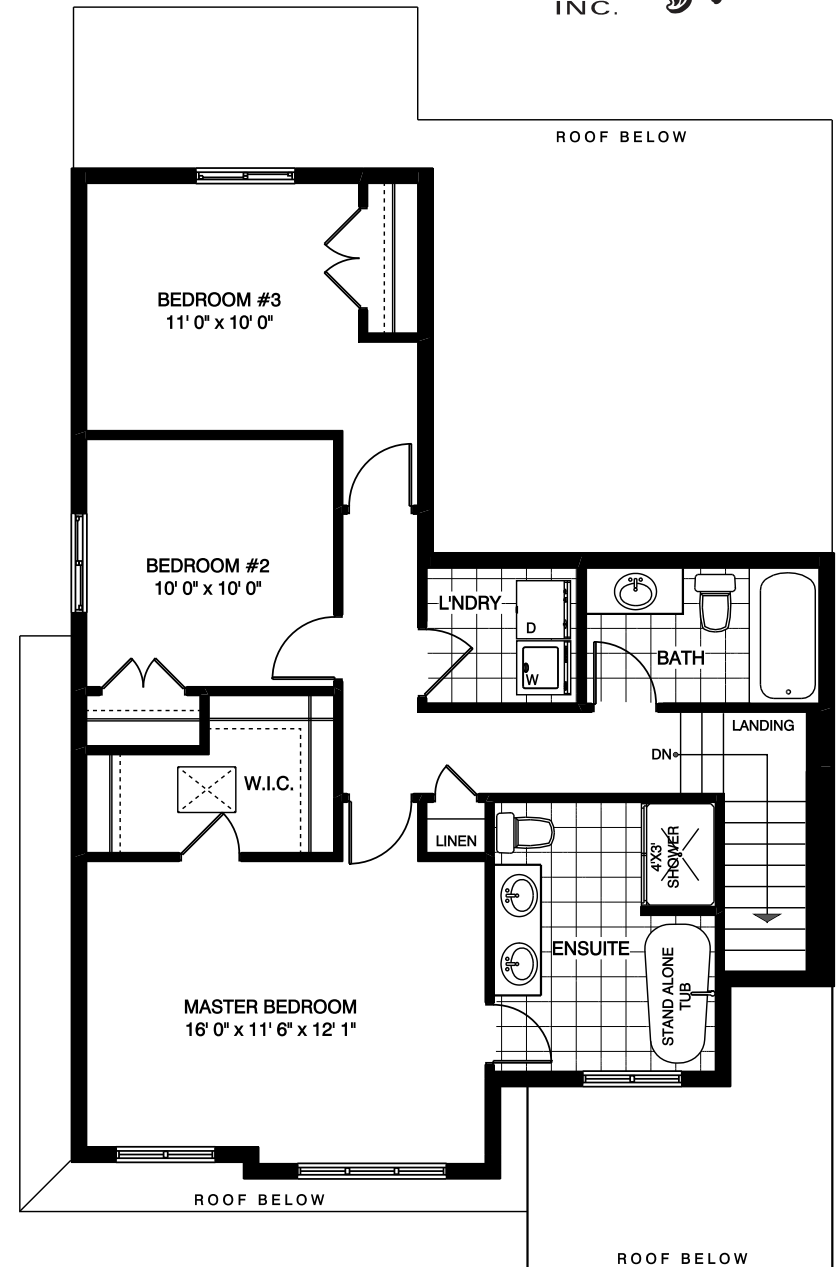 INC.
ROOF BELOW
BEDROOM #3
11' 0" x 10' 0"
BEDROOM #2
10' 0" x 10' 0"
L'NDRY
D
W
BATH
LANDING
DN
W.I.C.
LINEN
4'X3'
SHOWER
ENSUITE
STAND ALONE
TUB
MASTER BEDROOM
16' 0" x 11' 6" x 12' 1"
ROOF BELOW
ROOF BELOW